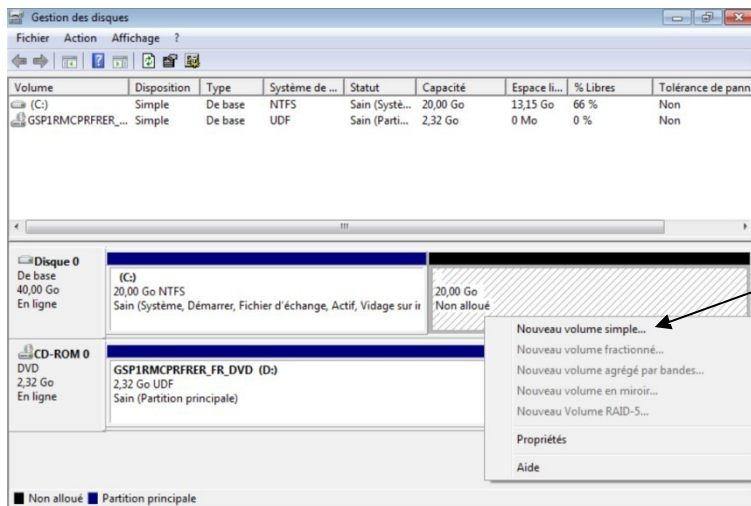 Gestion des disques
Fichier Action Affichage ?
Volume Disposition Type Système de ... Statut Capacité Espace li... % Libres Tolérance de pann
(C:) Simple De base NTFS Sain (Systè... 20,00 Go 13,15 Go 66 % Non
GSP1RMCPRFRER_... Simple De base UDF Sain (Parti... 2,32 Go 0 Mo 0 % Non
Disque 0
De base
40,00 Go
En ligne
(C:)
20,00 Go NTFS
Sain (Système, Démarrer, Fichier d'échange, Actif, Vidage sur ir
20,00 Go
Non alloué
CD-ROM 0
DVD
2,32 Go
En ligne
GSP1RMCPRFRER_FR_DVD (D:)
2,32 Go UDF
Sain (Partition principale)
Nouveau volume simple...
Nouveau volume fractionné...
Nouveau volume agrégé par bandes...
Nouveau volume en miroir...
Nouveau Volume RAID-5...
Propriétés
Aide
Non alloué Partition principale